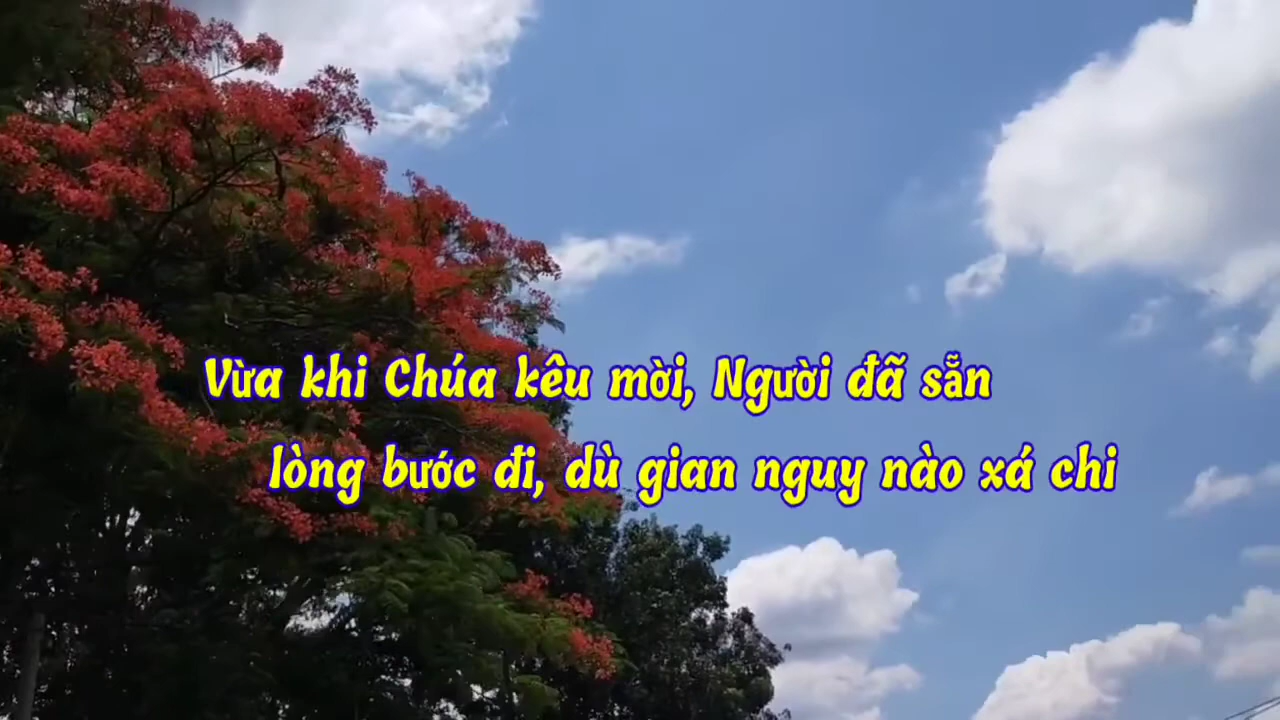 Vừa khi Chúa kêu mời, Người đã sẵn
lòng bước đi, dù gian nguy nào xá chi